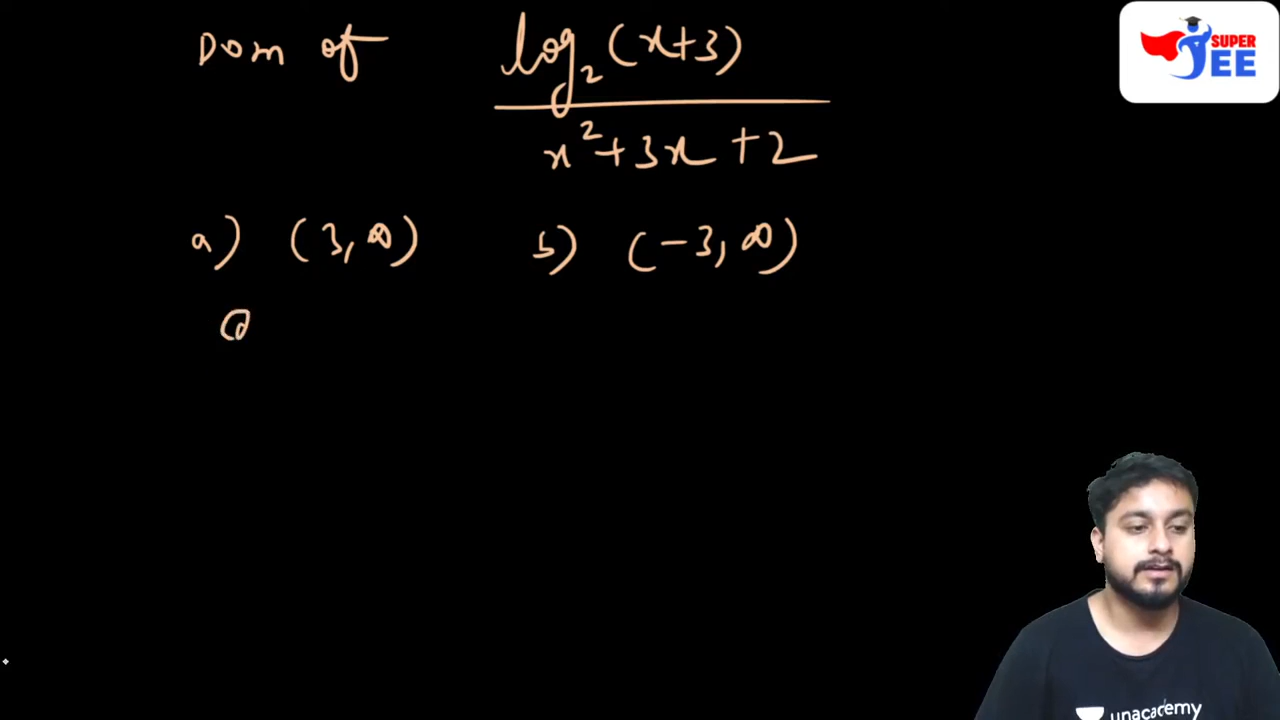 Dom of log₂(x+3)
x²+3x+2
SUPER
JEE
a) (3,∞) b) (-3,∞)
unacademy